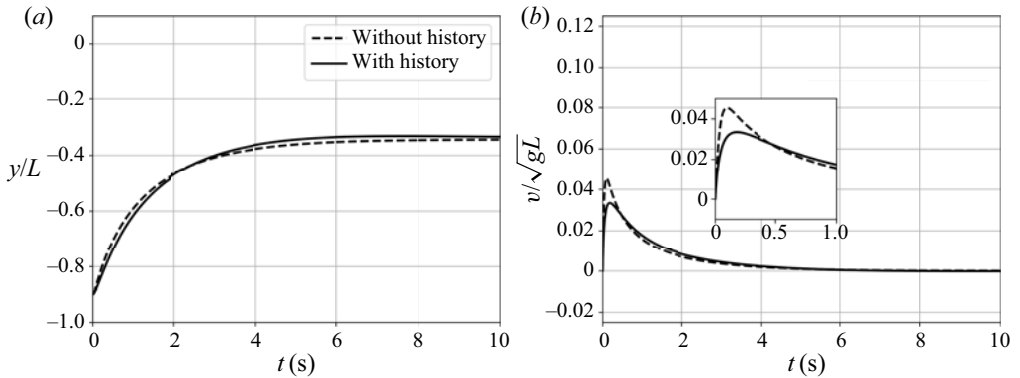 (a)
0
–0.2
–0.4
–0.6
–0.8
–1.0
y/L
Without history
With history
0 2 4 6 8 10
t (s)
(b)
0.12
0.10
0.08
0.06
0.04
0.02
0
–0.02
v/√gL
0.04
0.02
0
0 0.5 1.0
0 2 4 6 8 10
t (s)